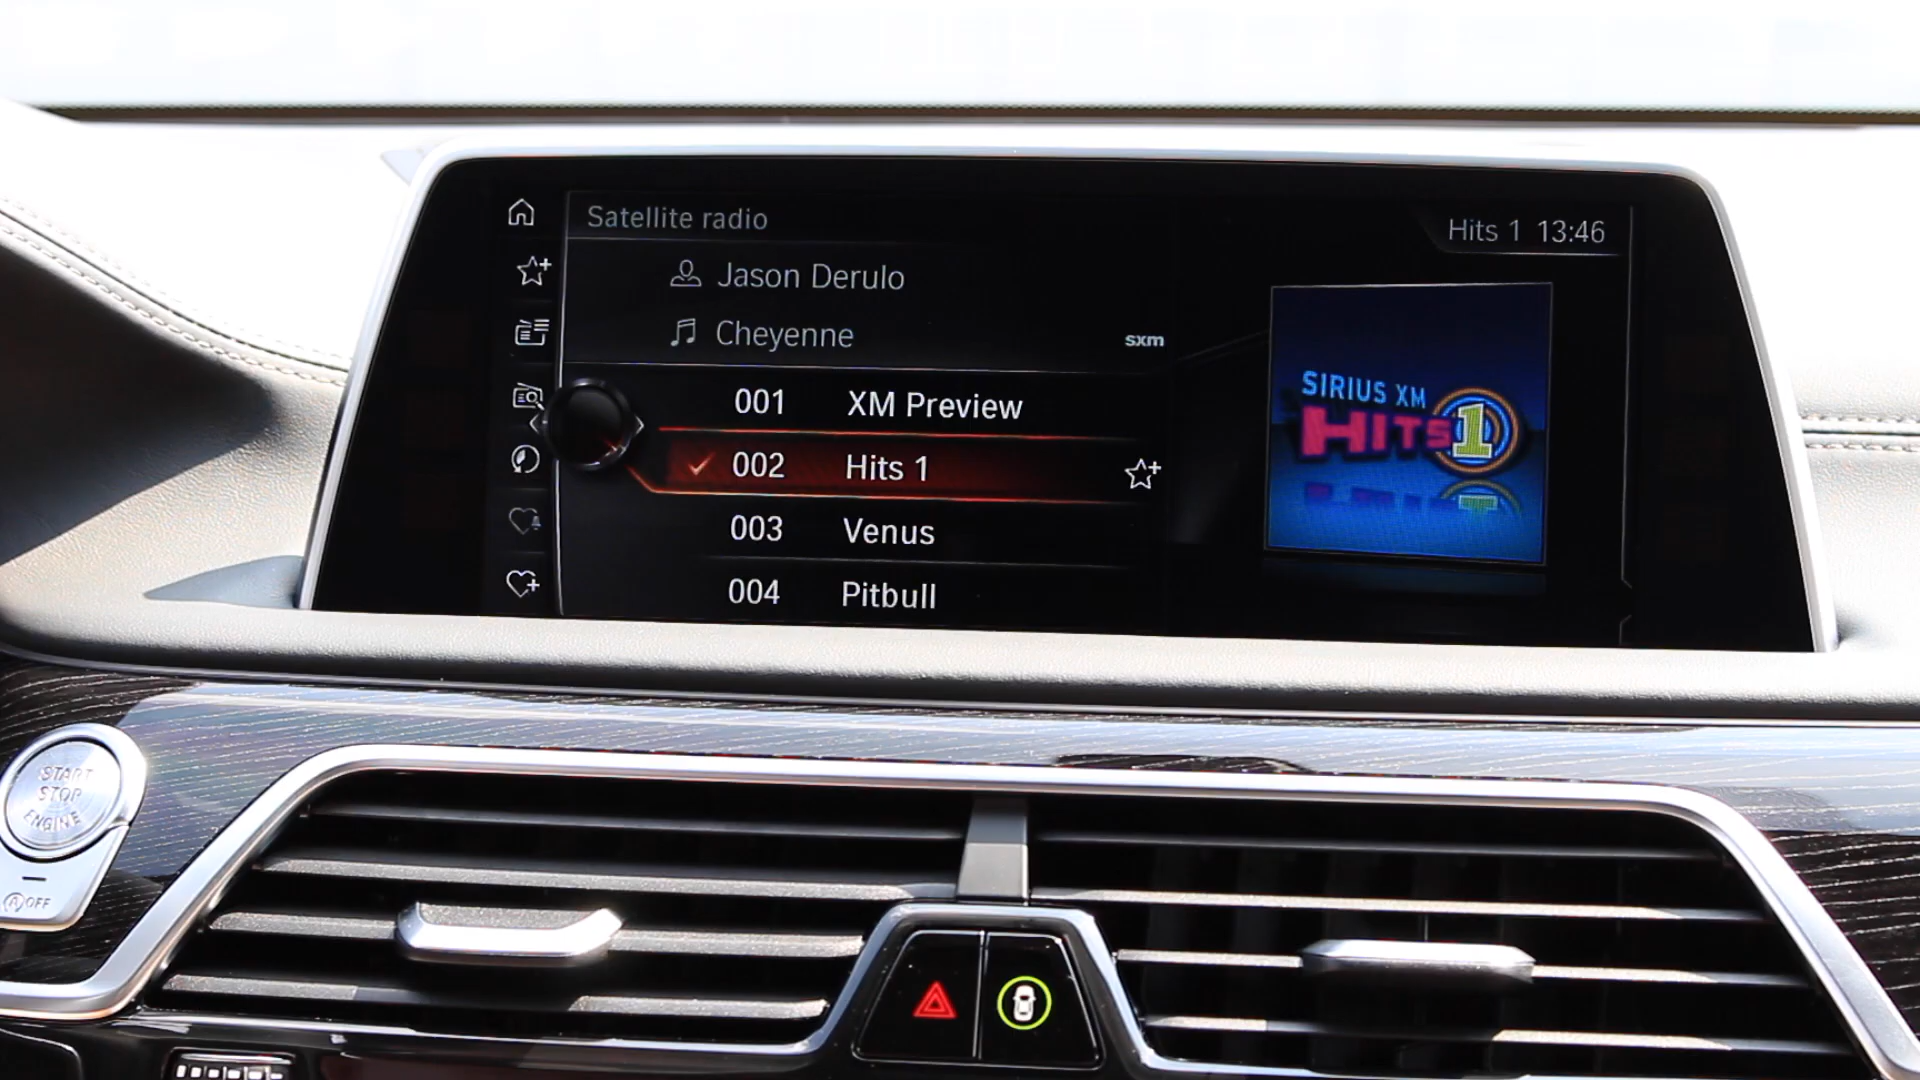 Satellite radio
Hits 1 13:46
Jason Derulo
Cheyenne
sxm
001 XM Preview
002 Hits 1
003 Venus
004 Pitbull
SIRIUS XM
HITS 1
START
STOP
ENGINE
OFF